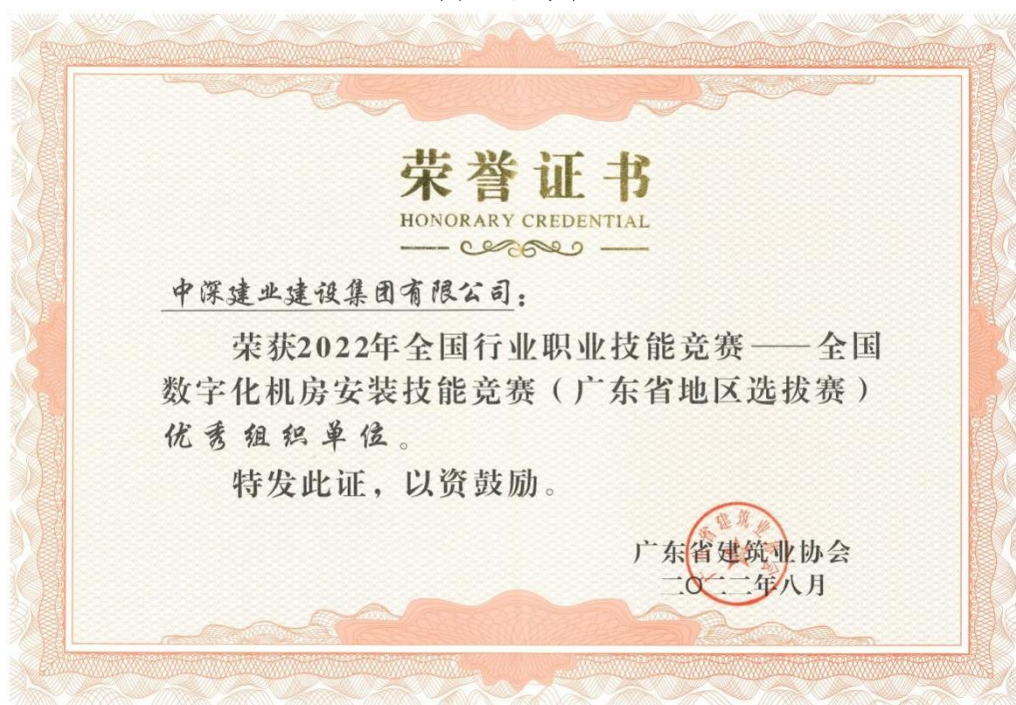 荣誉证书
HONORARY CREDENTIAL
中深建业建设集团有限公司：
荣获2022年全国行业职业技能竞赛——全国
数字化机房安装技能竞赛（广东省地区选拔赛）
优秀组织单位。
特发此证，以资鼓励。
广东省建筑业协会
二〇二二年八月